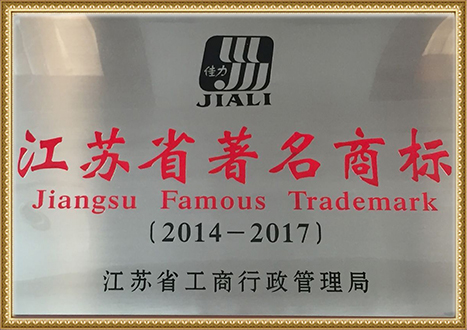 佳力
JIALI
江苏省著名商标
Jiangsu Famous Trademark
(2014-2017)
江苏省工商行政管理局